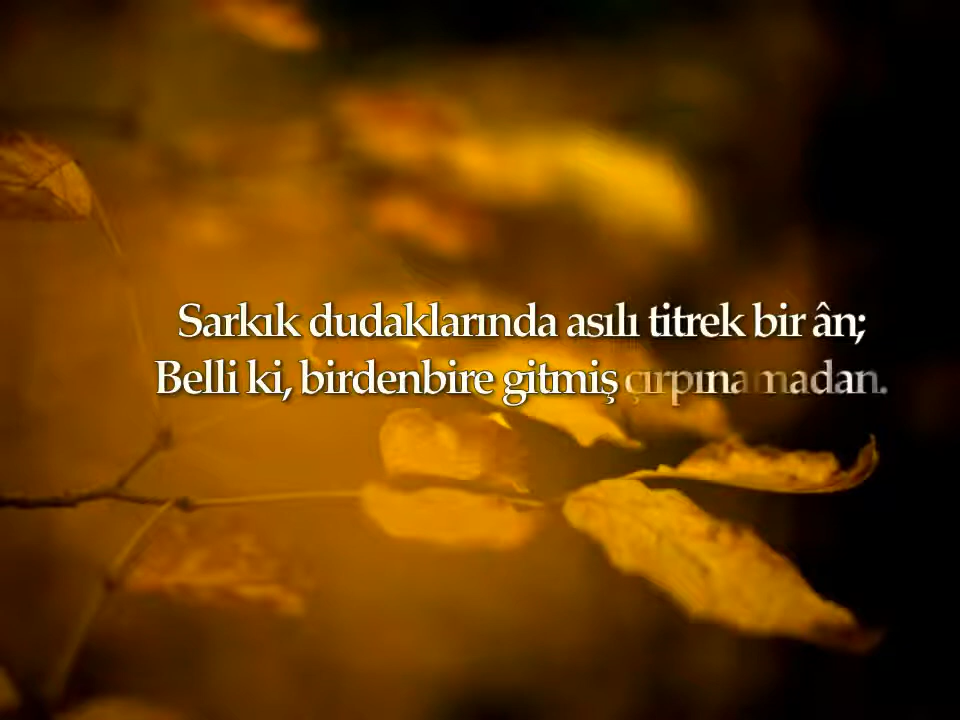 Sarkık dudaklarında asılı titrek bir ân;
Belli ki, birdenbire gitmiş çırpınamadan.